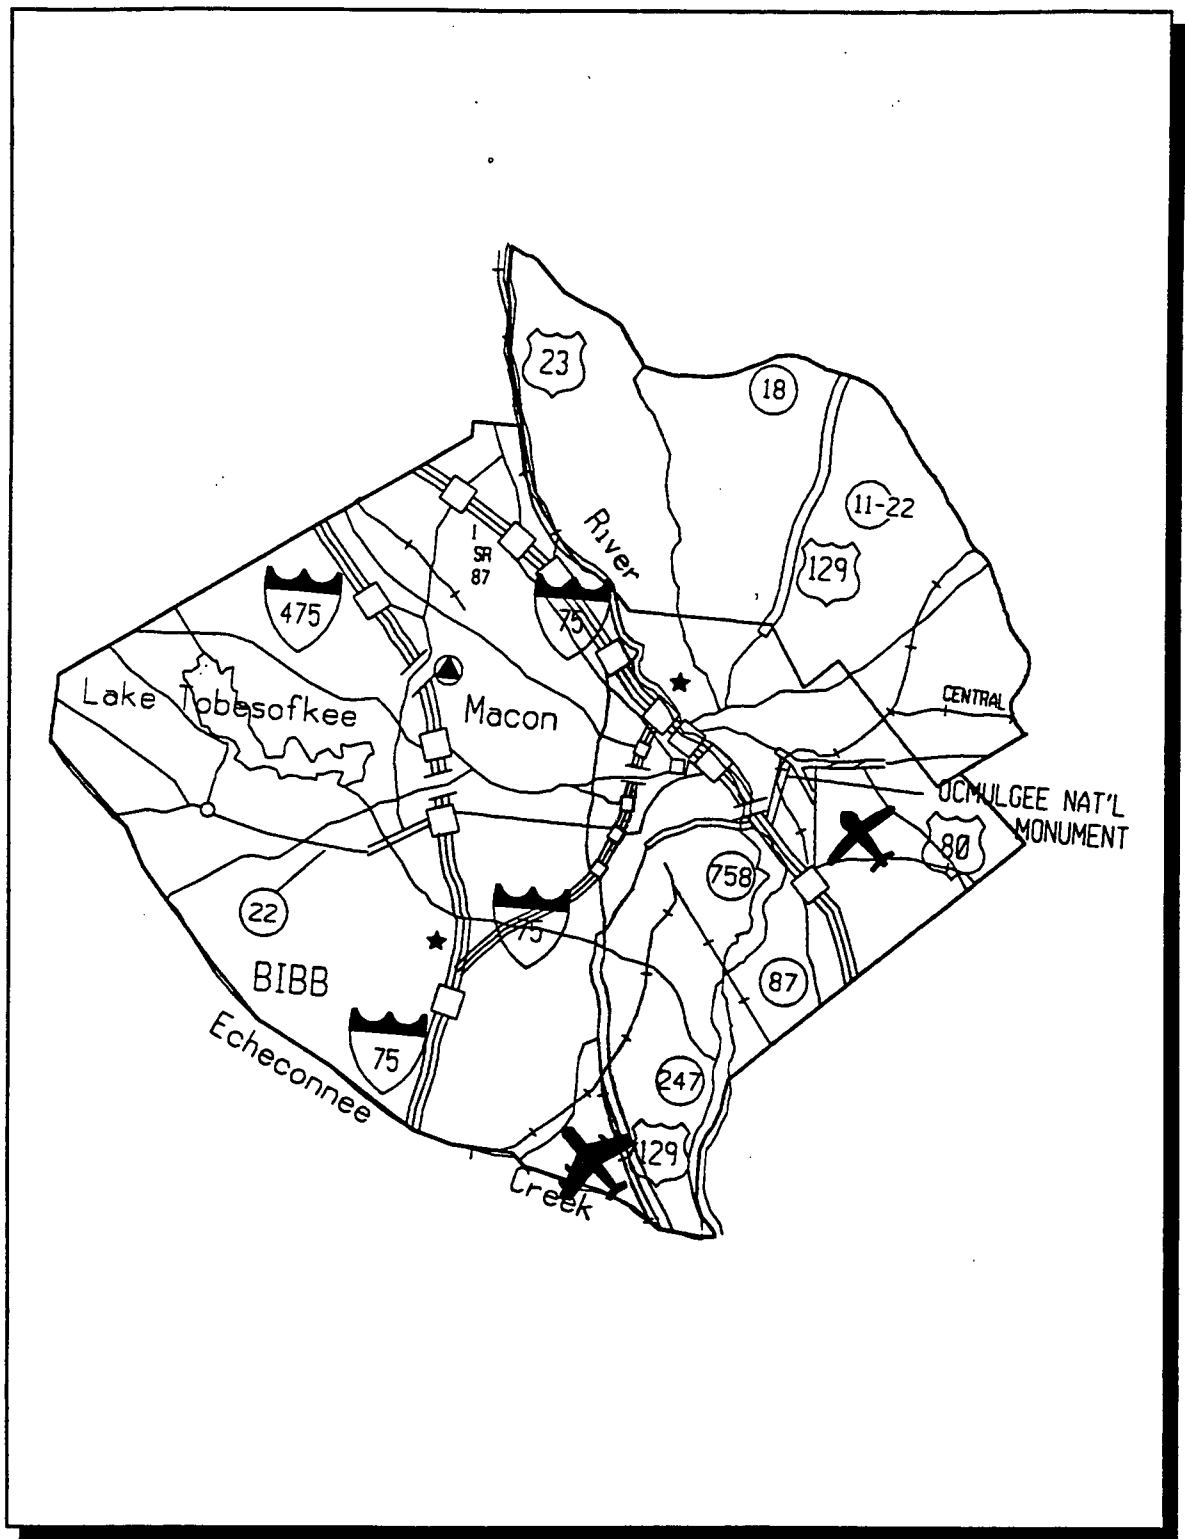 23
18
11-22
River
129
I
SR
87
475
75
CENTRAL
Lake Tobesofkee
Macon
OCMULGEE NAT'L
MONUMENT
80
758
22
75
BIBB
87
Echeconnee
75
247
129
Creek